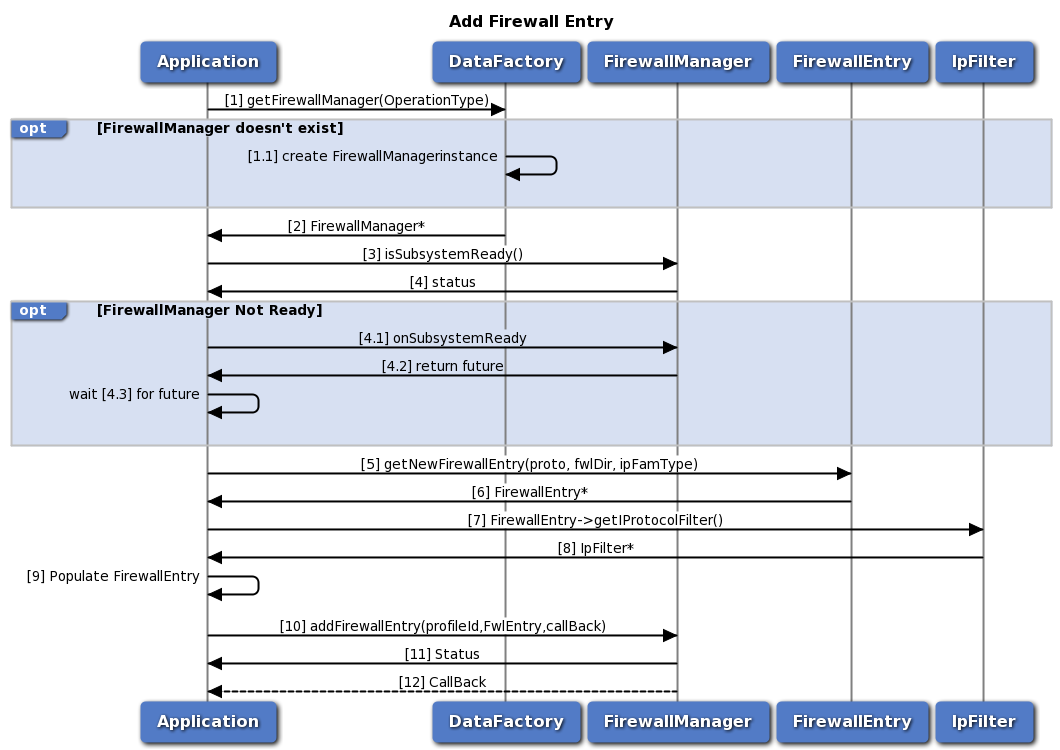 Add Firewall Entry
Application DataFactory FirewallManager FirewallEntry IpFilter
[1] getFirewallManager(OperationType)
opt [FirewallManager doesn't exist]
[1.1] create FirewallManagerinstance
[2] FirewallManager*
[3] isSubsystemReady()
[4] status
opt [FirewallManager Not Ready]
[4.1] onSubsystemReady
[4.2] return future
wait [4.3] for future
[5] getNewFirewallEntry(proto, fwlDir, ipFamType)
[6] FirewallEntry*
[7] FirewallEntry->getIProtocolFilter()
[8] IpFilter*
[9] Populate FirewallEntry
[10] addFirewallEntry(profileId,FwlEntry,callBack)
[11] Status
[12] CallBack
Application DataFactory FirewallManager FirewallEntry IpFilter